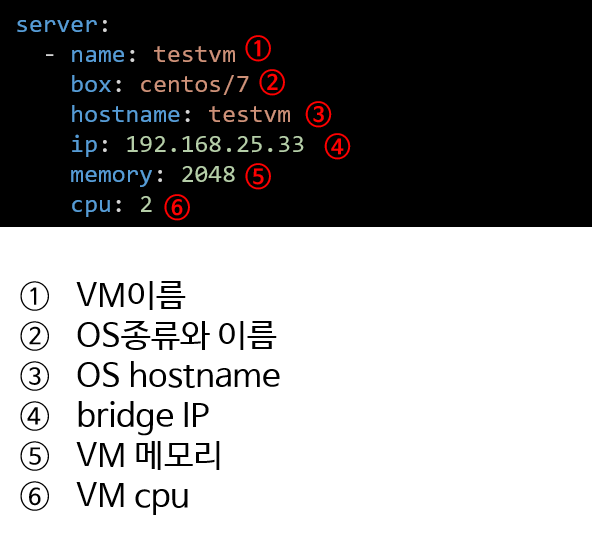 server:
- name: testvm ①
box: centos/7 ②
hostname: testvm ③
ip: 192.168.25.33 ④
memory: 2048 ⑤
cpu: 2 ⑥
① VM이름
② OS종류와 이름
③ OS hostname
④ bridge IP
⑤ VM 메모리
⑥ VM cpu